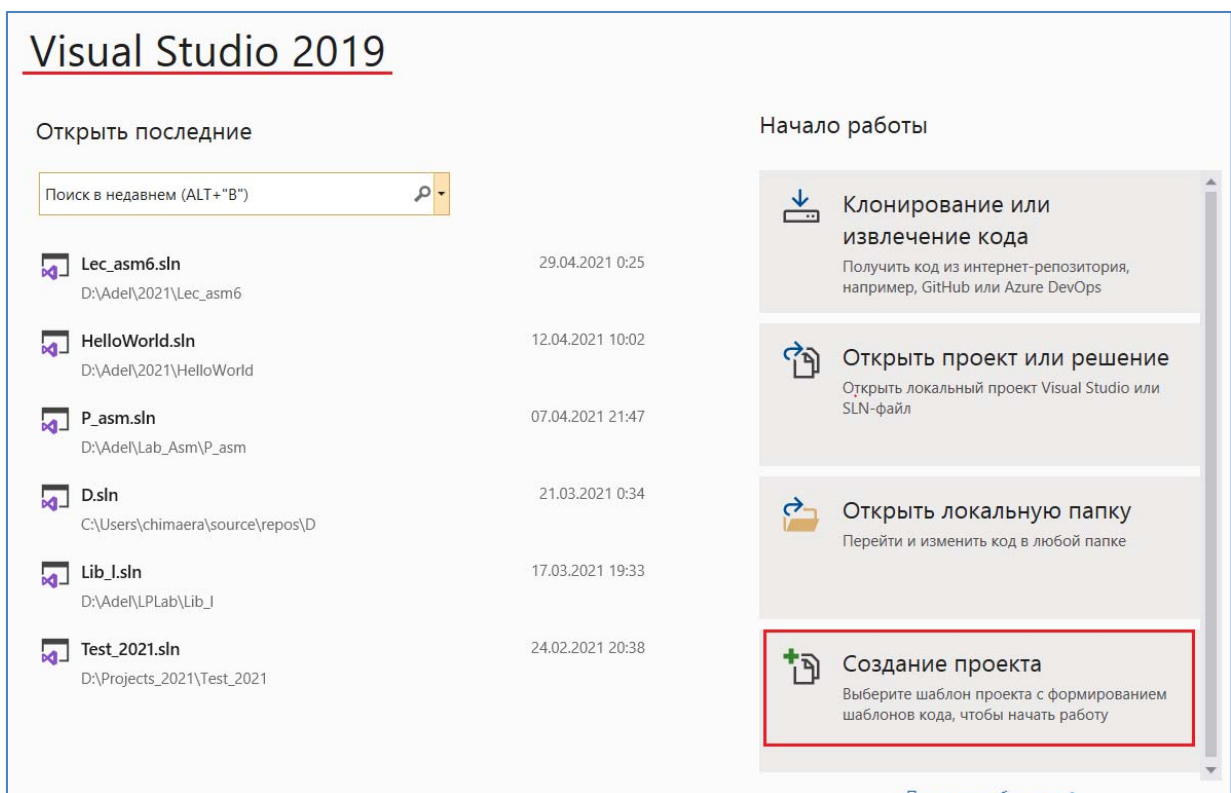 Visual Studio 2019
Открыть последние
Поиск в недавнем (ALT+"В")
Lec_asm6.sln 29.04.2021 0:25
D:\Adel\2021\Lec_asm6
HelloWorld.sln 12.04.2021 10:02
D:\Adel\2021\HelloWorld
P_asm.sln 07.04.2021 21:47
D:\Adel\Lab_Asm\P_asm
D.sln 21.03.2021 0:34
C:\Users\chimaera\source\repos\D
Lib_l.sln 17.03.2021 19:33
D:\Adel\LPLab\Lib_l
Test_2021.sln 24.02.2021 20:38
D:\Projects_2021\Test_2021
Начало работы
Клонирование или
извлечение кода
Получить код из интернет-репозитория,
например, GitHub или Azure DevOps
Открыть проект или решение
Открыть локальный проект Visual Studio или
SLN-файл
Открыть локальную папку
Перейти и изменить код в любой папке
Создание проекта
Выберите шаблон проекта с формированием
шаблонов кода, чтобы начать работу